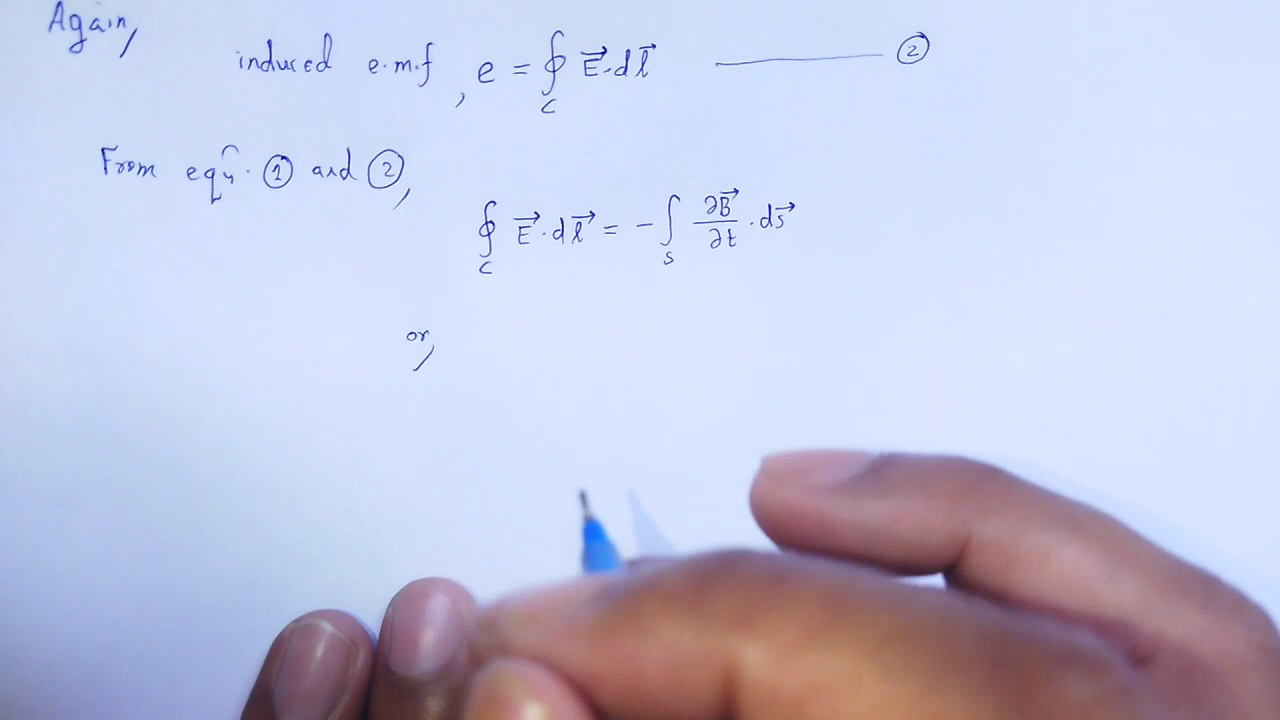 Again,
induced e.m.f, e = ∮_C E⃗.dl⃗ ——— ②
From eqn. ① and ②,
∮_C E⃗.dl⃗ = -∫_S ∂B⃗/∂t . ds⃗
or,